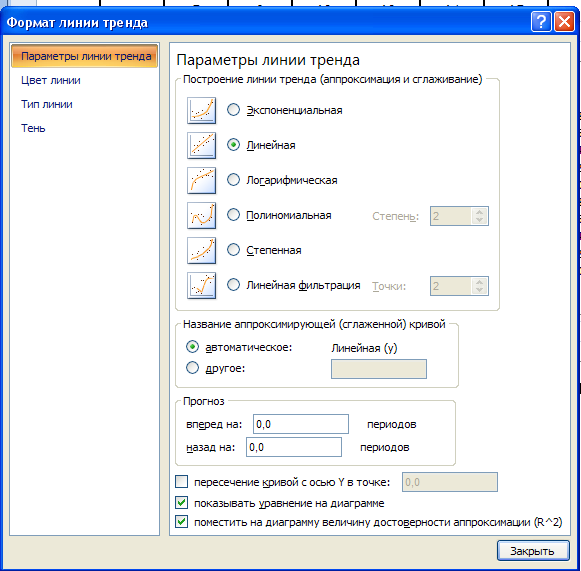 Формат линии тренда
Параметры линии тренда
Цвет линии
Тип линии
Тень
Параметры линии тренда
Построение линии тренда (аппроксимация и сглаживание)
Экспоненциальная
Линейная
Логарифмическая
Полиномиальная Степень: 2
Степенная
Линейная фильтрация Точки: 2
Название аппроксимирующей (сглаженной) кривой
автоматическое: Линейная (y)
другое:
Прогноз
вперед на: 0,0 периодов
назад на: 0,0 периодов
пересечение кривой с осью Y в точке: 0,0
показывать уравнение на диаграмме
поместить на диаграмму величину достоверности аппроксимации (R^2)
Закрыть